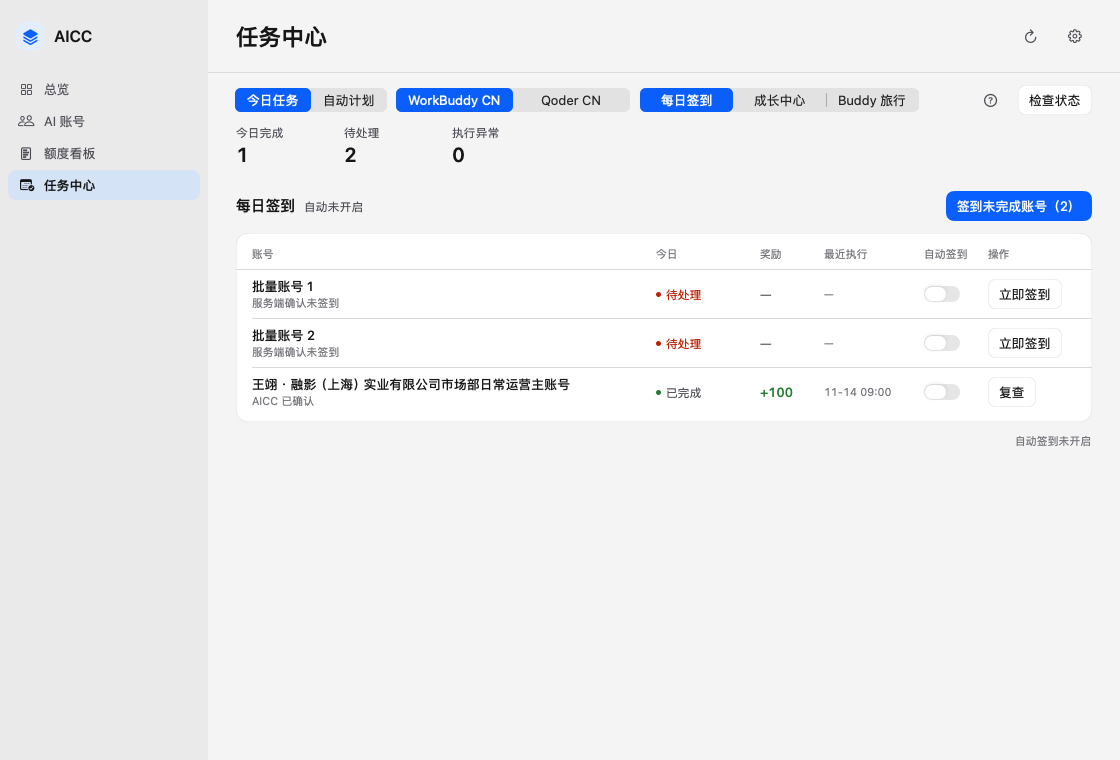 AICC
总览
AI 账号
额度看板
任务中心
任务中心
今日任务 自动计划 WorkBuddy CN Qoder CN 每日签到 成长中心 Buddy 旅行 检查状态
今日完成 待处理 执行异常
1 2 0
每日签到 自动未开启 签到未完成账号（2）
账号 今日 奖励 最近执行 自动签到 操作
批量账号 1
服务端确认未签到
待处理 — — 立即签到
批量账号 2
服务端确认未签到
待处理 — — 立即签到
王翊 · 融影（上海）实业有限公司市场部日常运营主账号
AICC 已确认
已完成 +100 11-14 09:00 复查
自动签到未开启